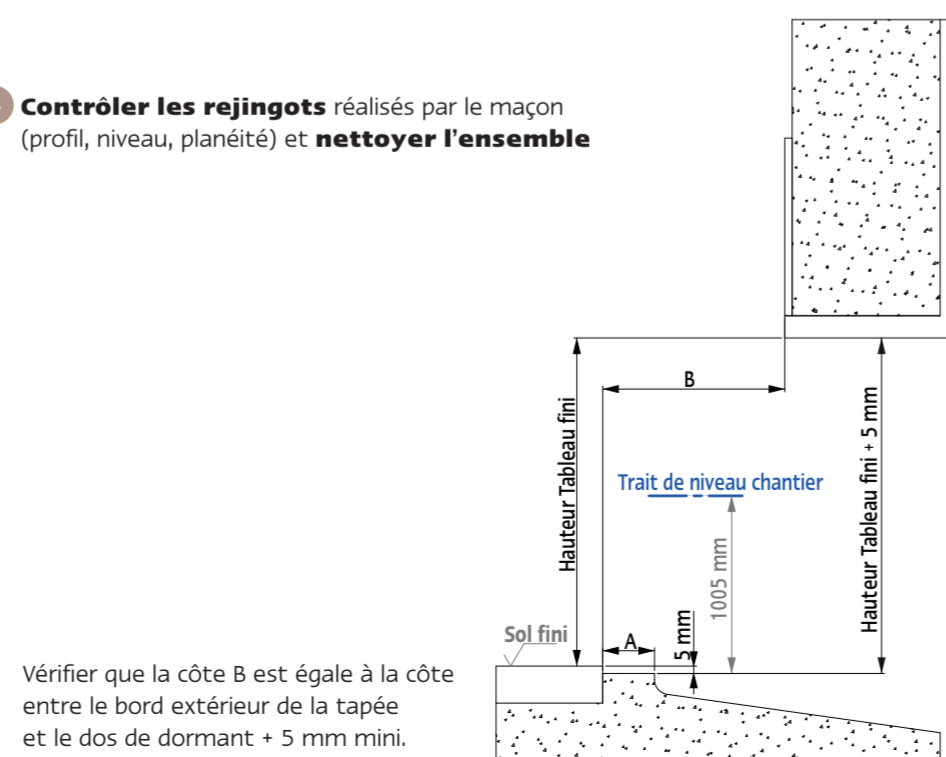 Contrôler les rejingots réalisés par le maçon
(profil, niveau, planéité) et nettoyer l'ensemble
B
Hauteur Tableau fini
Hauteur Tableau fini + 5 mm
Trait de niveau chantier
1005 mm
Sol fini
A
5 mm
Vérifier que la côte B est égale à la côte
entre le bord extérieur de la tapée
et le dos de dormant + 5 mm mini.